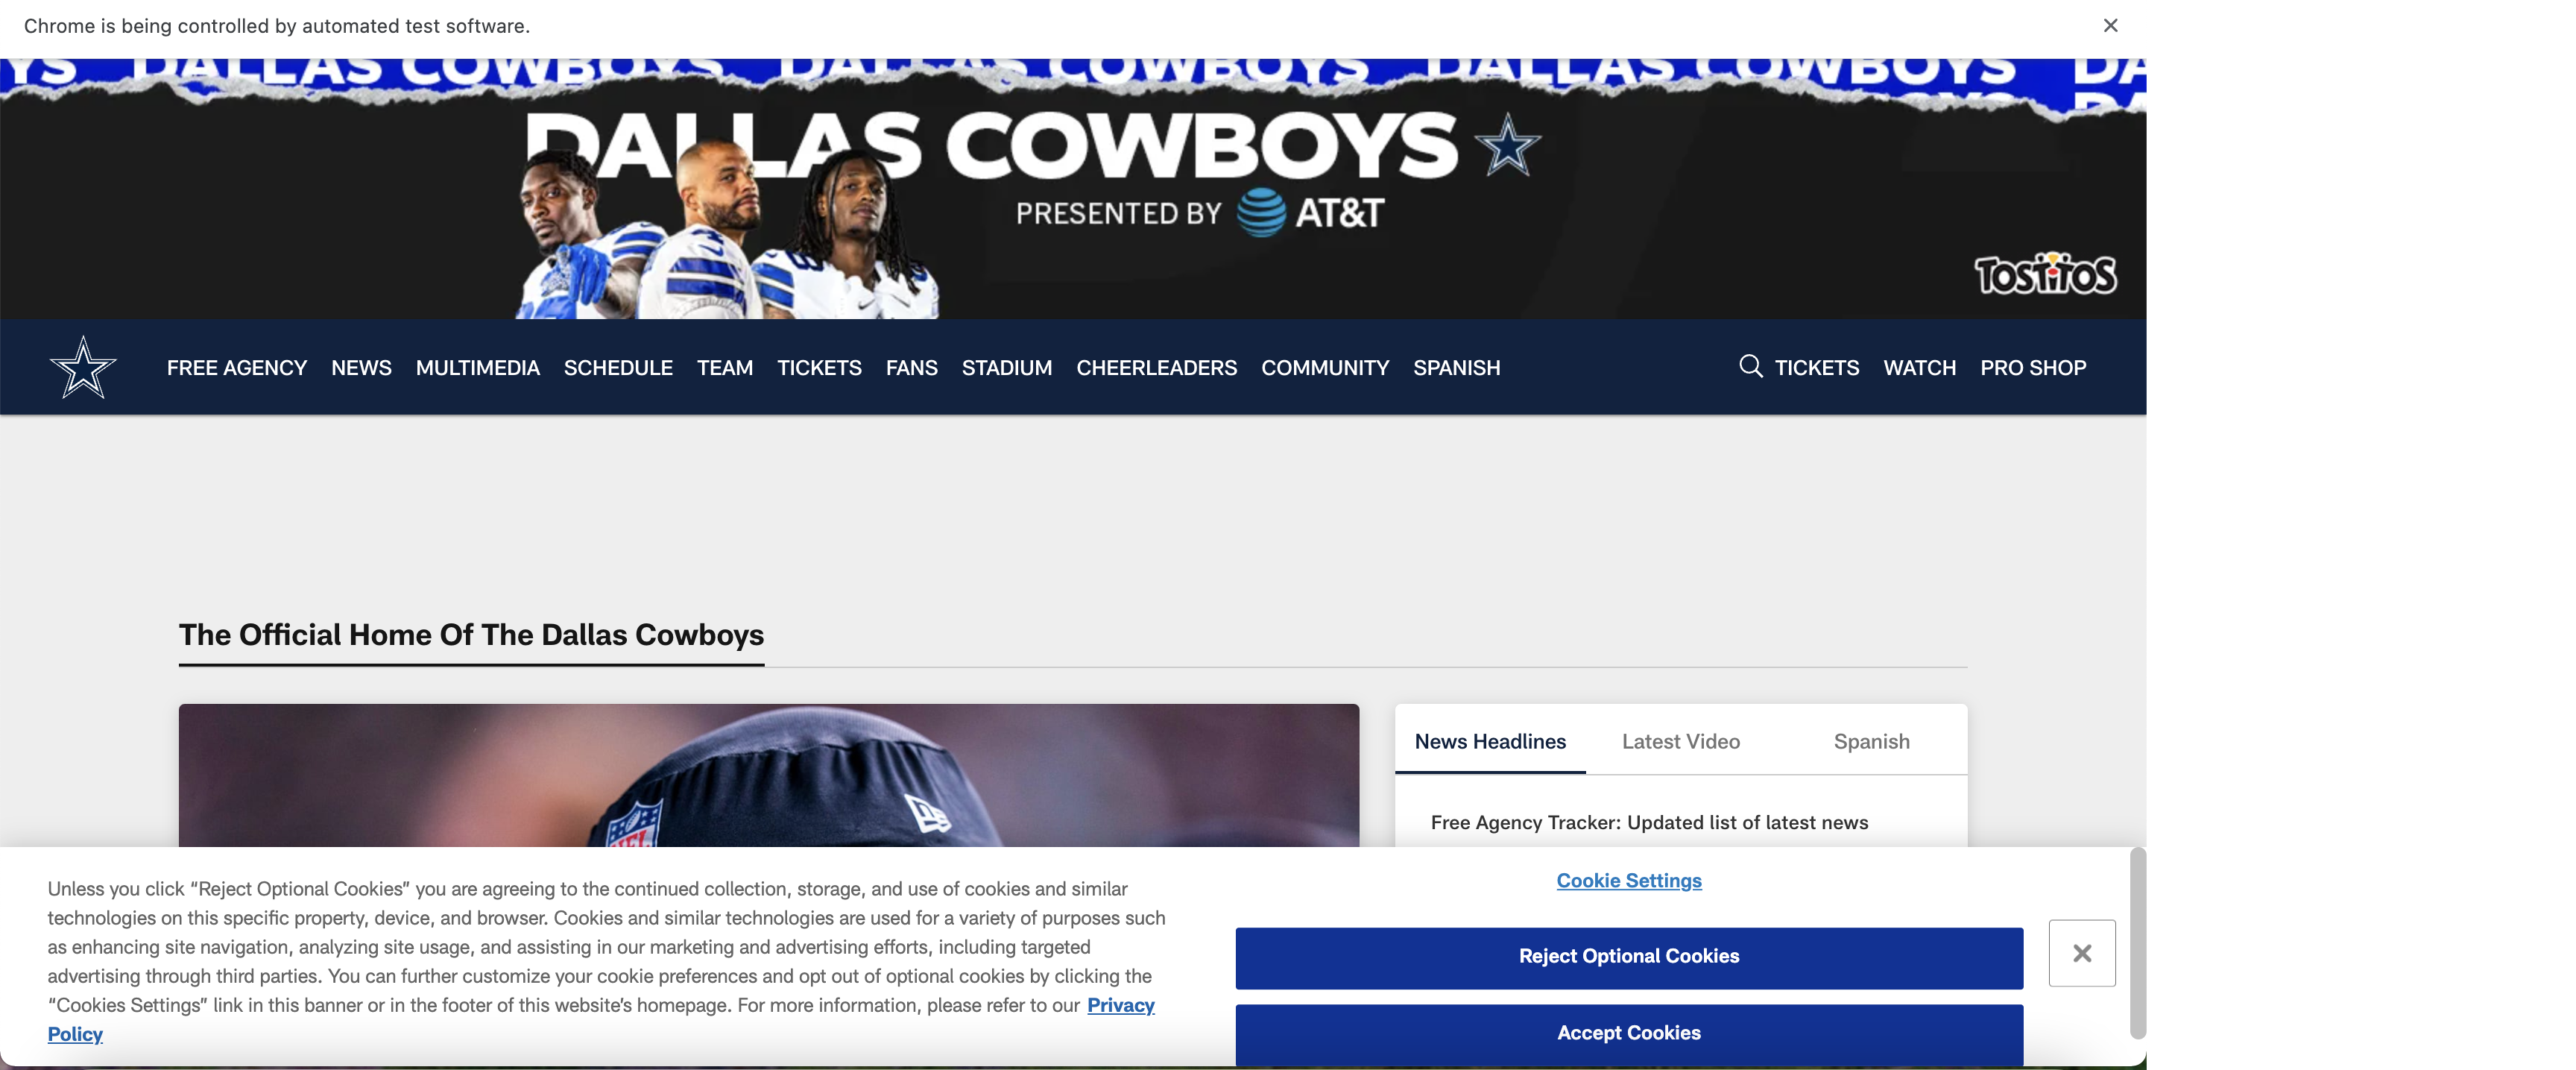 Chrome is being controlled by automated test software.
YS DALLAS COWBOYS DALLAS COWBOYS DALLAS COWBOYS DA
DALLAS COWBOYS
PRESENTED BY AT&T
TOSTITOS
FREE AGENCY NEWS MULTIMEDIA SCHEDULE TEAM TICKETS FANS STADIUM CHEERLEADERS COMMUNITY SPANISH TICKETS WATCH PRO SHOP
The Official Home Of The Dallas Cowboys
News Headlines Latest Video Spanish
Free Agency Tracker: Updated list of latest news
NFL
Unless you click “Reject Optional Cookies” you are agreeing to the continued collection, storage, and use of cookies and similar
technologies on this specific property, device, and browser. Cookies and similar technologies are used for a variety of purposes such
as enhancing site navigation, analyzing site usage, and assisting in our marketing and advertising efforts, including targeted
advertising through third parties. You can further customize your cookie preferences and opt out of optional cookies by clicking the
“Cookies Settings” link in this banner or in the footer of this website’s homepage. For more information, please refer to our Privacy
Policy
Cookie Settings
Reject Optional Cookies
Accept Cookies